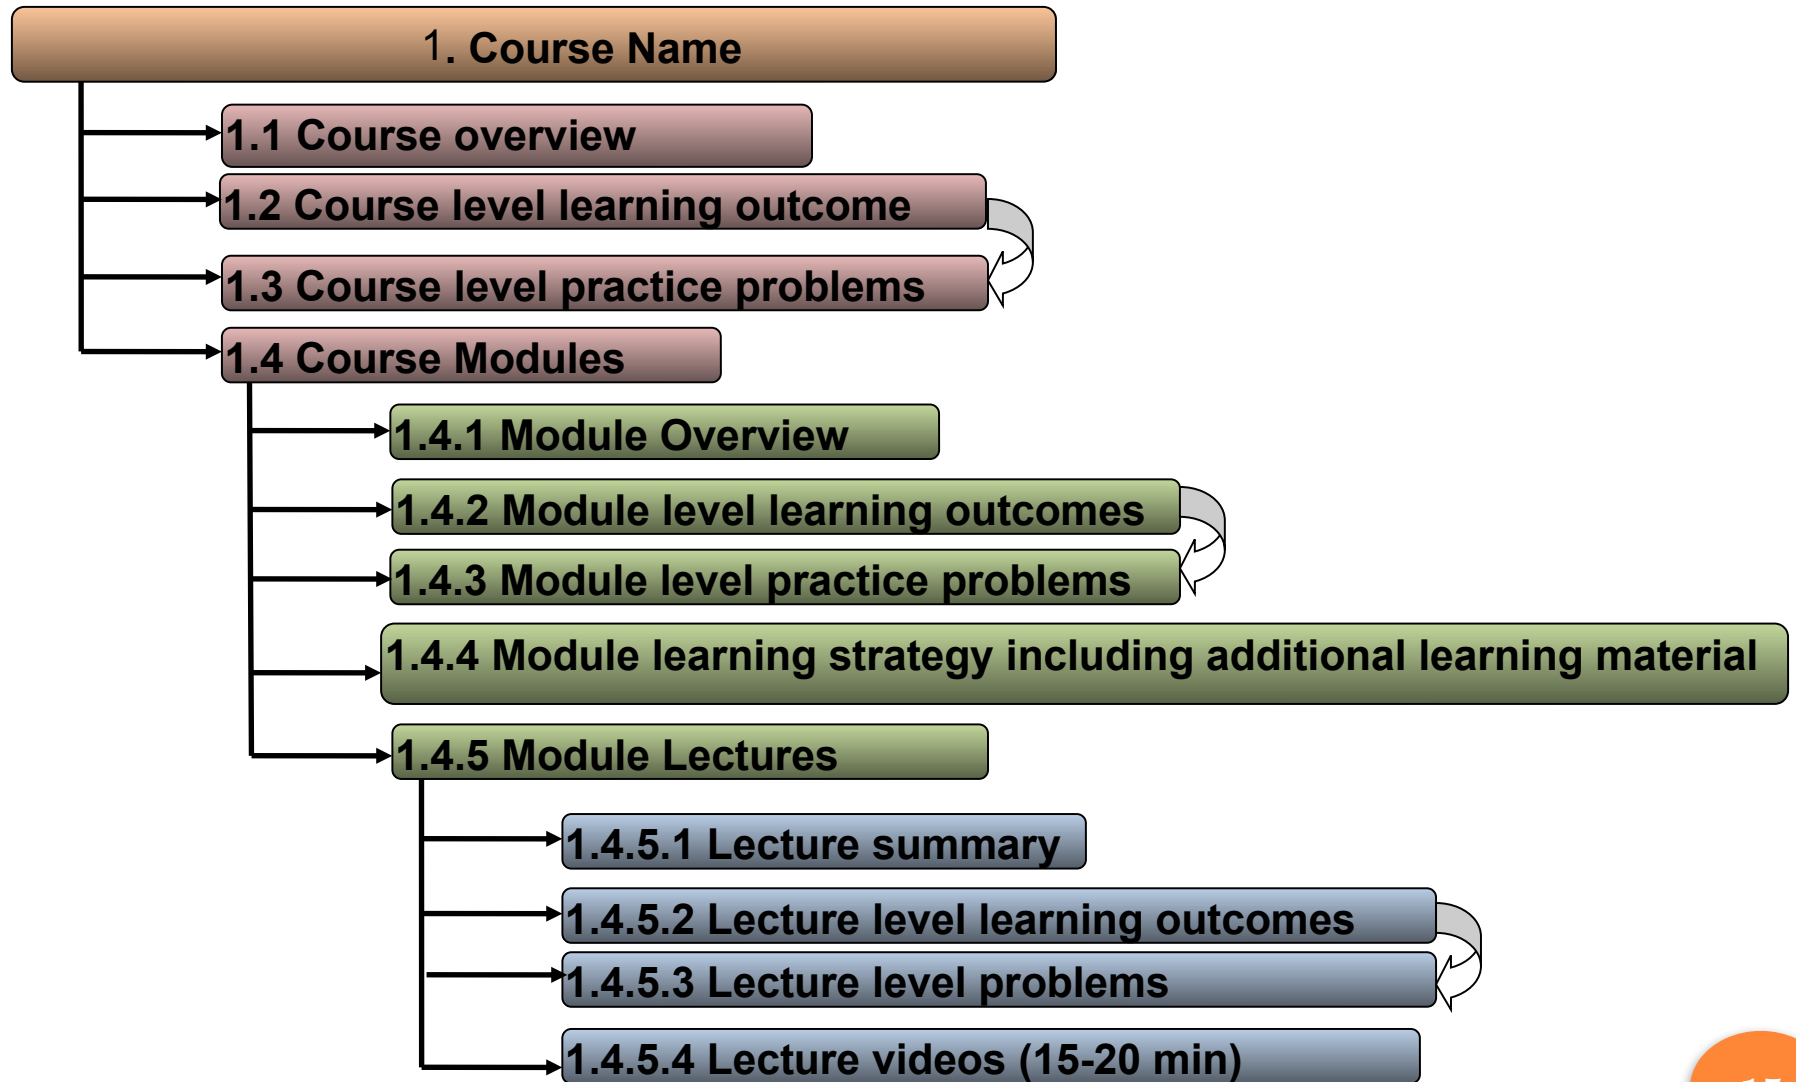 1. Course Name
1.1 Course overview
1.2 Course level learning outcome
1.3 Course level practice problems
1.4 Course Modules
1.4.1 Module Overview
1.4.2 Module level learning outcomes
1.4.3 Module level practice problems
1.4.4 Module learning strategy including additional learning material
1.4.5 Module Lectures
1.4.5.1 Lecture summary
1.4.5.2 Lecture level learning outcomes
1.4.5.3 Lecture level problems
1.4.5.4 Lecture videos (15-20 min)